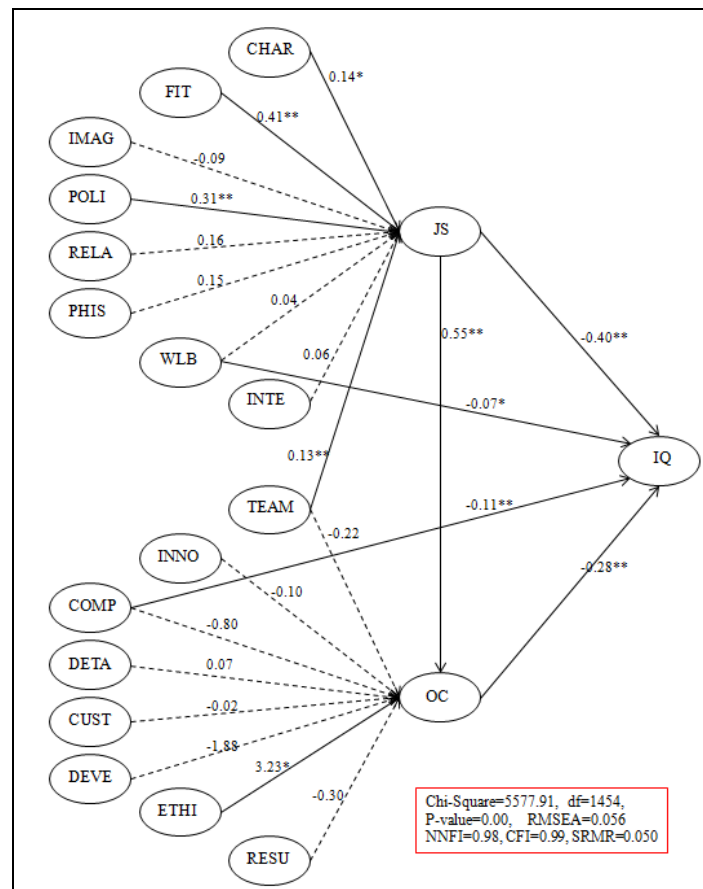 CHAR
0.14*
FIT
0.41**
IMAG
-0.09
POLI
0.31**
JS
RELA
0.16
PHIS
0.15
0.04
WLB
0.06
0.55**
-0.40**
INTE
-0.07*
0.13**
IQ
TEAM
-0.11**
-0.22
INNO
-0.10
-0.28**
COMP
-0.80
DETA
0.07
CUST
-0.02
OC
DEVE
-1.88
3.23*
ETHI
-0.30
RESU
Chi-Square=5577.91, df=1454,
P-value=0.00, RMSEA=0.056
NNFI=0.98, CFI=0.99, SRMR=0.050